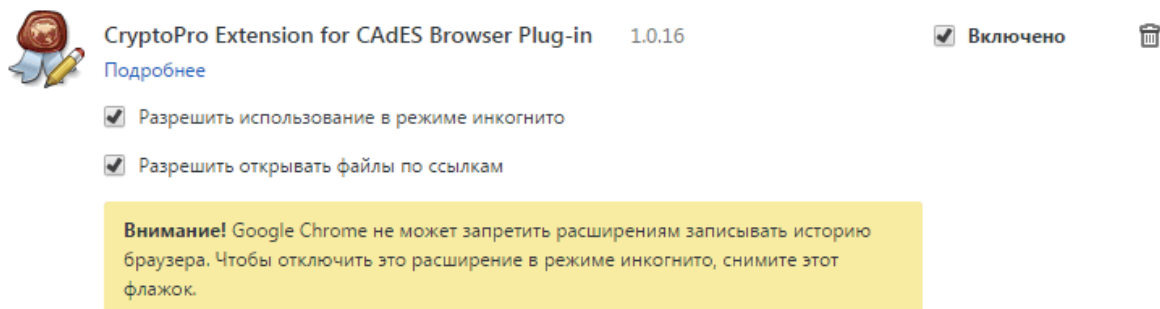 CryptoPro Extension for CAdES Browser Plug-in 1.0.16 Включено
Подробнее
Разрешить использование в режиме инкогнито
Разрешить открывать файлы по ссылкам
Внимание! Google Chrome не может запретить расширениям записывать историю
браузера. Чтобы отключить это расширение в режиме инкогнито, снимите этот
флажок.